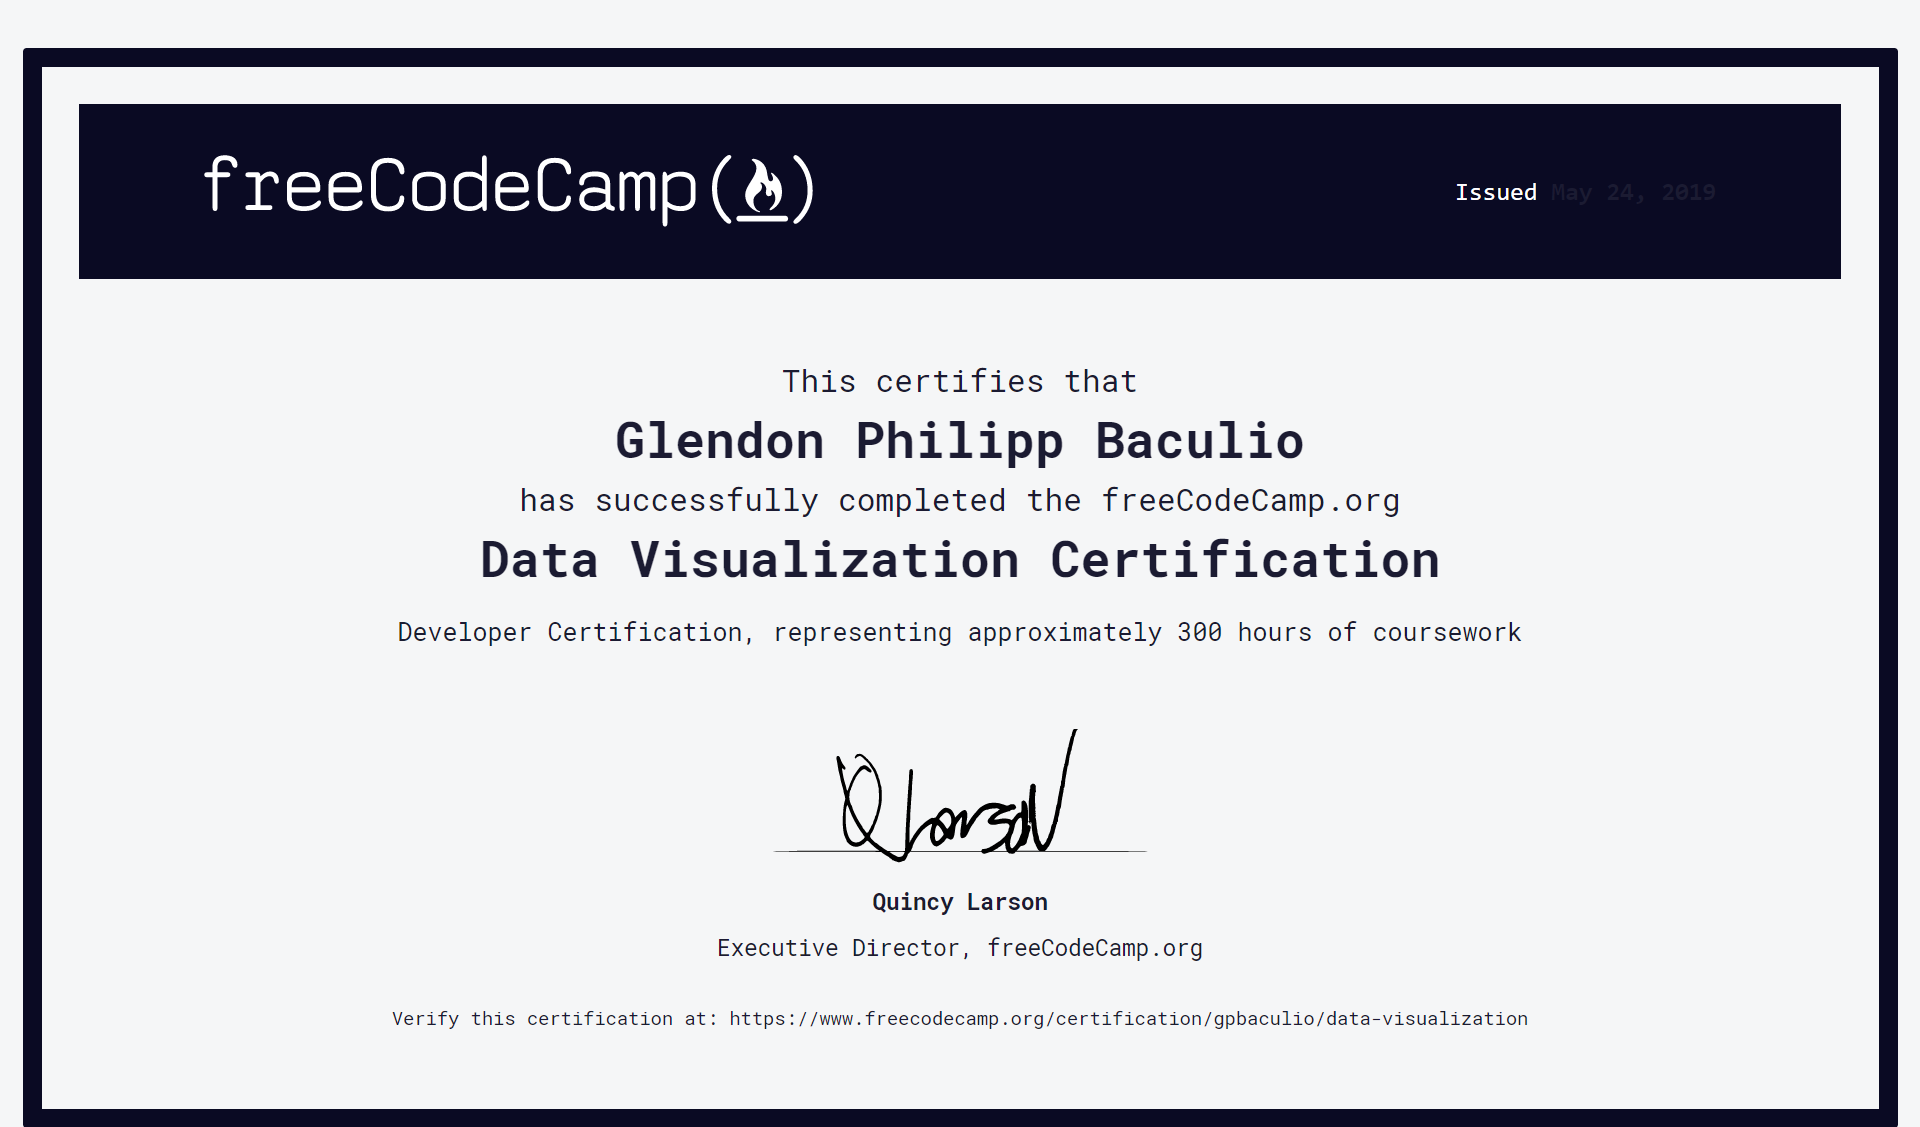 freeCodeCamp(🔥)
Issued May 24, 2019
This certifies that
Glendon Philipp Baculio
has successfully completed the freeCodeCamp.org
Data Visualization Certification
Developer Certification, representing approximately 300 hours of coursework
Q Larson
Quincy Larson
Executive Director, freeCodeCamp.org
Verify this certification at: https://www.freecodecamp.org/certification/gpbaculio/data-visualization